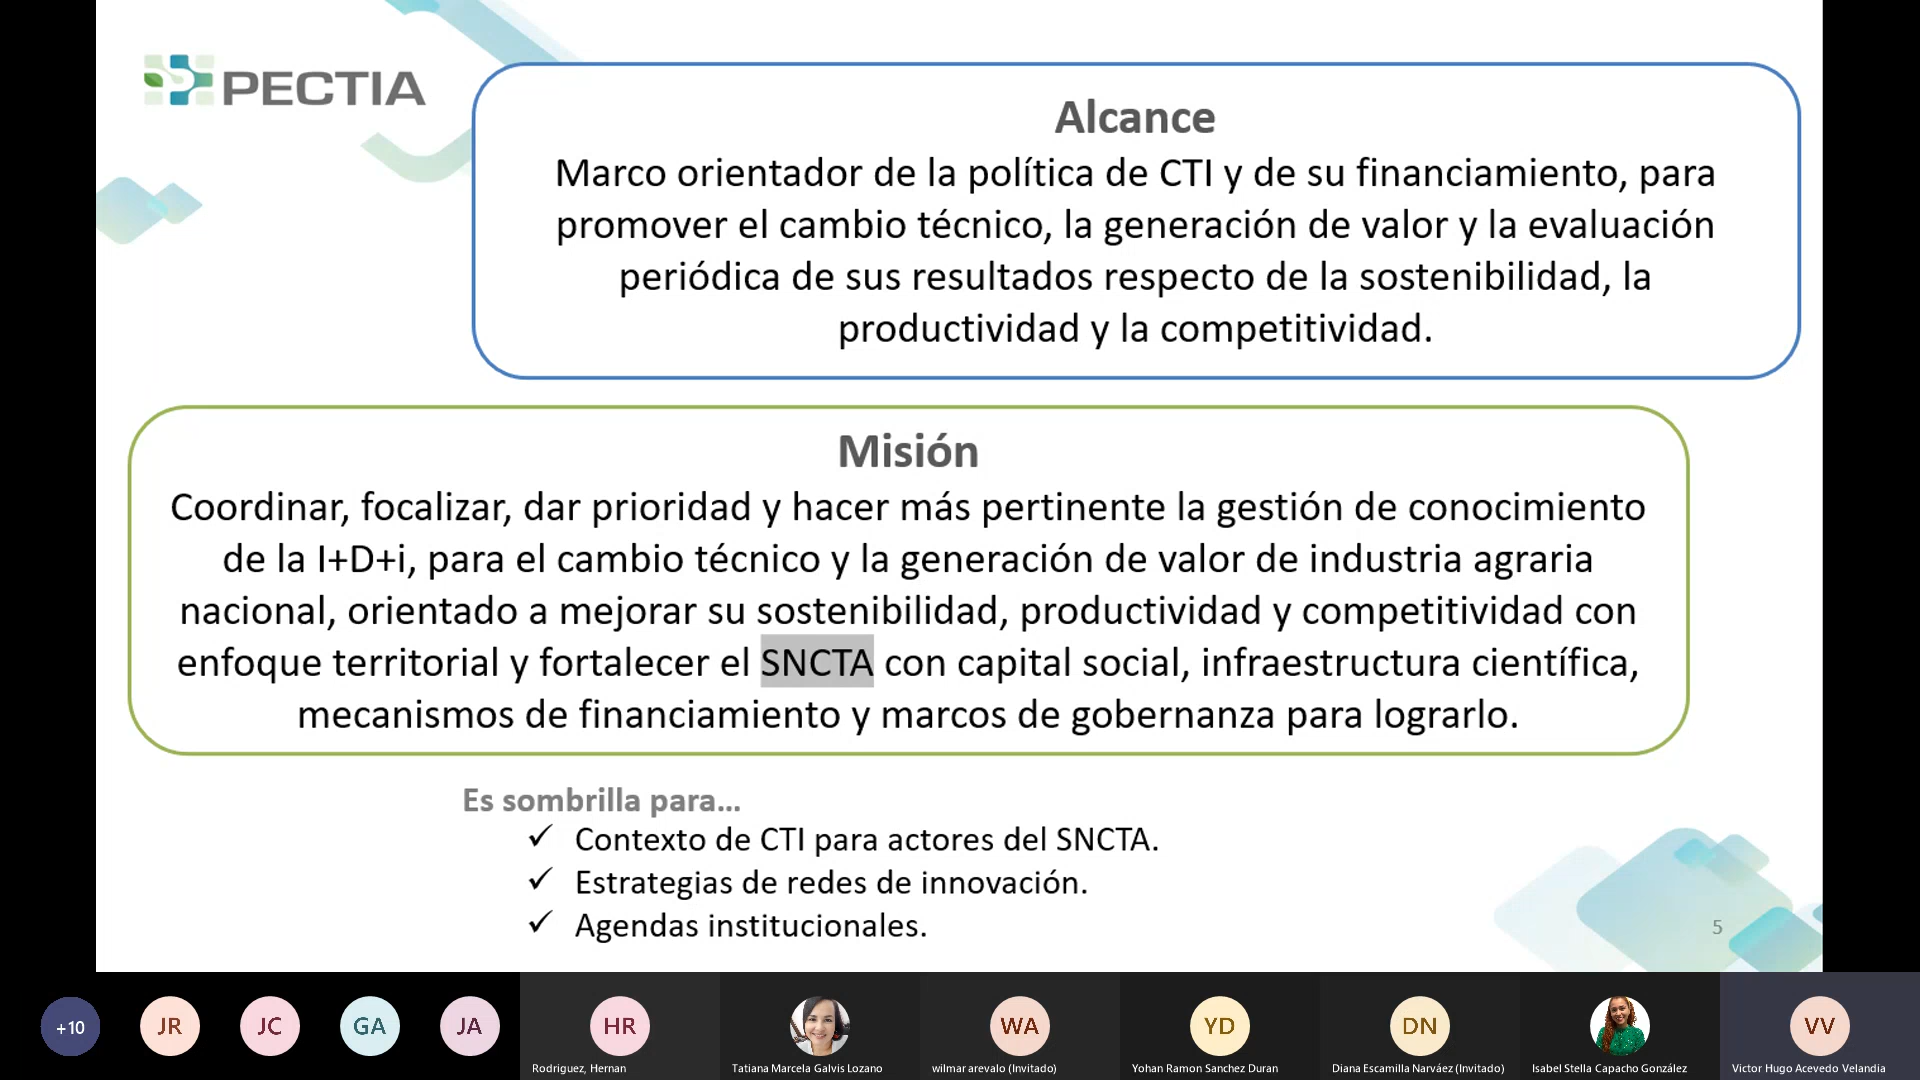 PECTIA
Alcance
Marco orientador de la política de CTI y de su financiamiento, para
promover el cambio técnico, la generación de valor y la evaluación
periódica de sus resultados respecto de la sostenibilidad, la
productividad y la competitividad.
Misión
Coordinar, focalizar, dar prioridad y hacer más pertinente la gestión de conocimiento
de la I+D+i, para el cambio técnico y la generación de valor de industria agraria
nacional, orientado a mejorar su sostenibilidad, productividad y competitividad con
enfoque territorial y fortalecer el SNCTA con capital social, infraestructura científica,
mecanismos de financiamiento y marcos de gobernanza para lograrlo.
Es sombrilla para...
✓ Contexto de CTI para actores del SNCTA.
✓ Estrategias de redes de innovación.
✓ Agendas institucionales.
5
+10
JR
JC
GA
JA
HR
WA
YD
DN
VV
Rodriguez, Hernan
Tatiana Marcela Galvis Lozano
wilmar arevalo (Invitado)
Yohan Ramon Sanchez Duran
Diana Escamilla Narváez (Invitado)
Isabel Stella Capacho González
Victor Hugo Acevedo Velandia